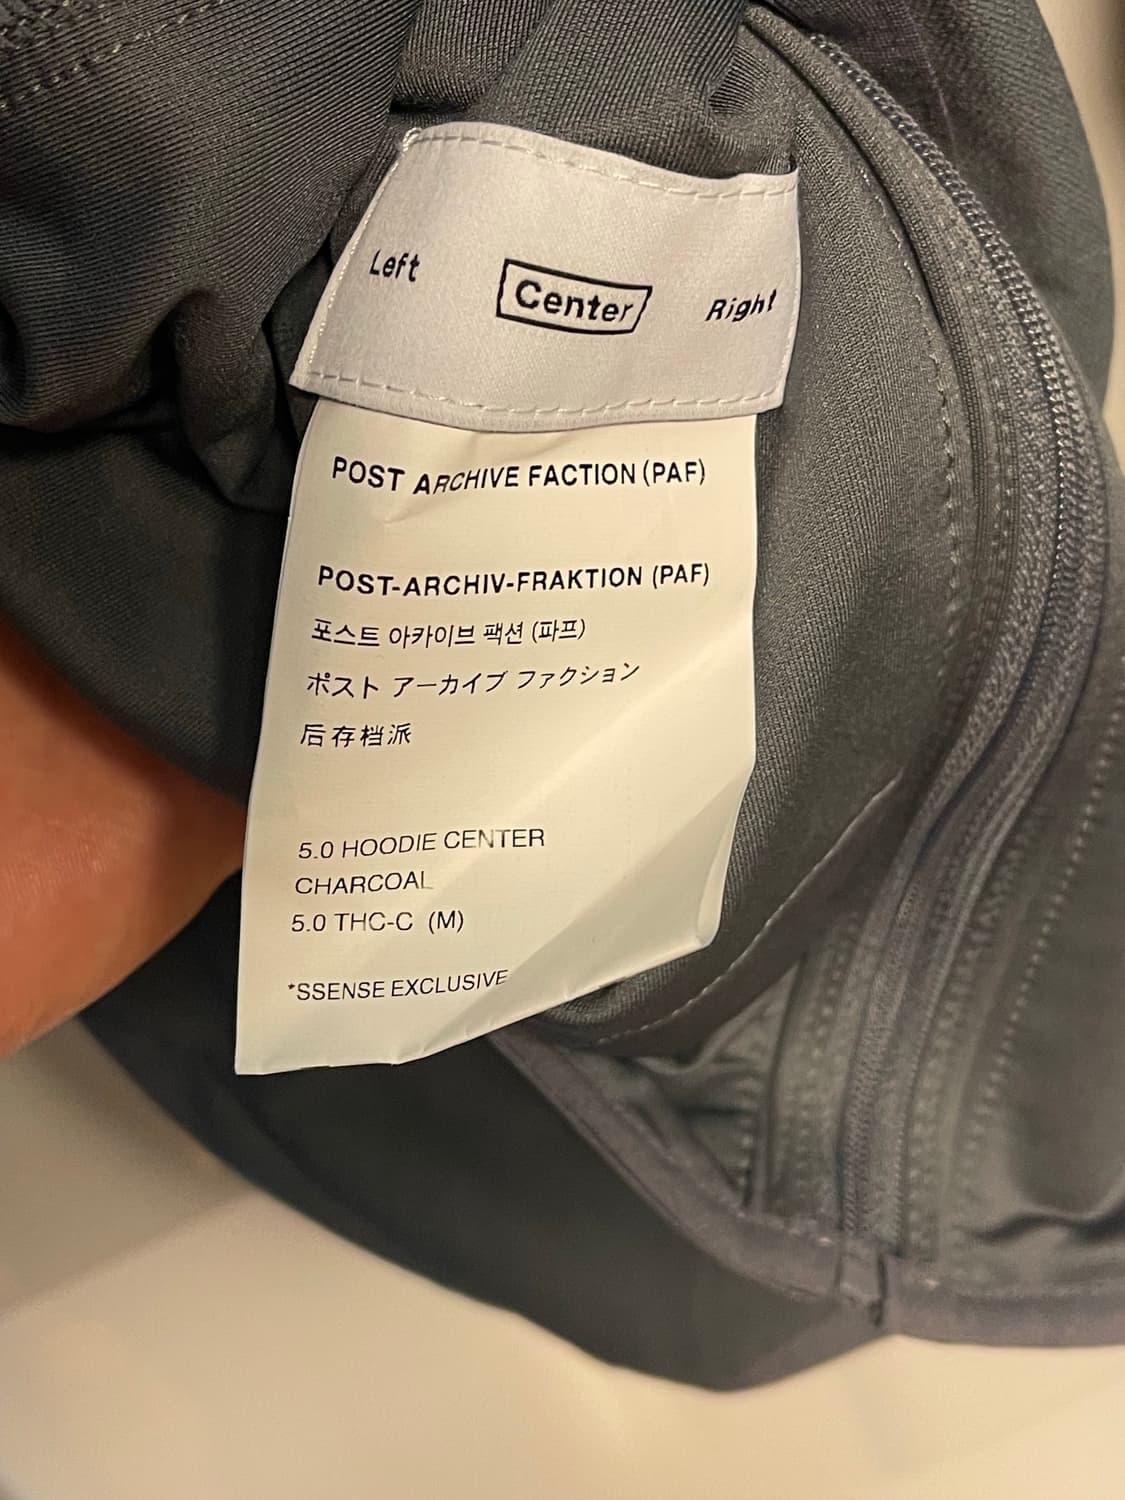 Left Center Right
POST ARCHIVE FACTION (PAF)
POST-ARCHIV-FRAKTION (PAF)
포스트 아카이브 팩션 (파프)
ポスト アーカイブ ファクション
后存档派
5.0 HOODIE CENTER
CHARCOAL
5.0 THC-C (M)
*SSENSE EXCLUSIVE